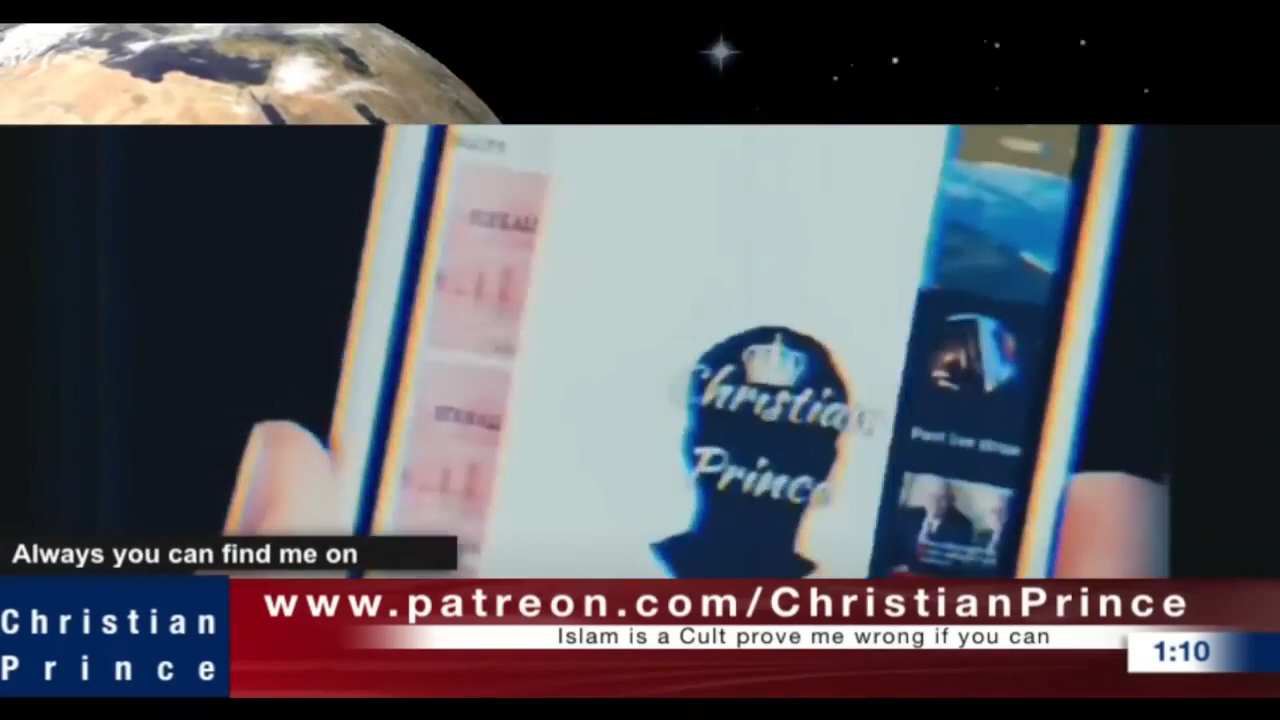 Christian
Prince
Always you can find me on
Christian
Prince
www.patreon.com/ChristianPrince
Islam is a Cult prove me wrong if you can
1:10